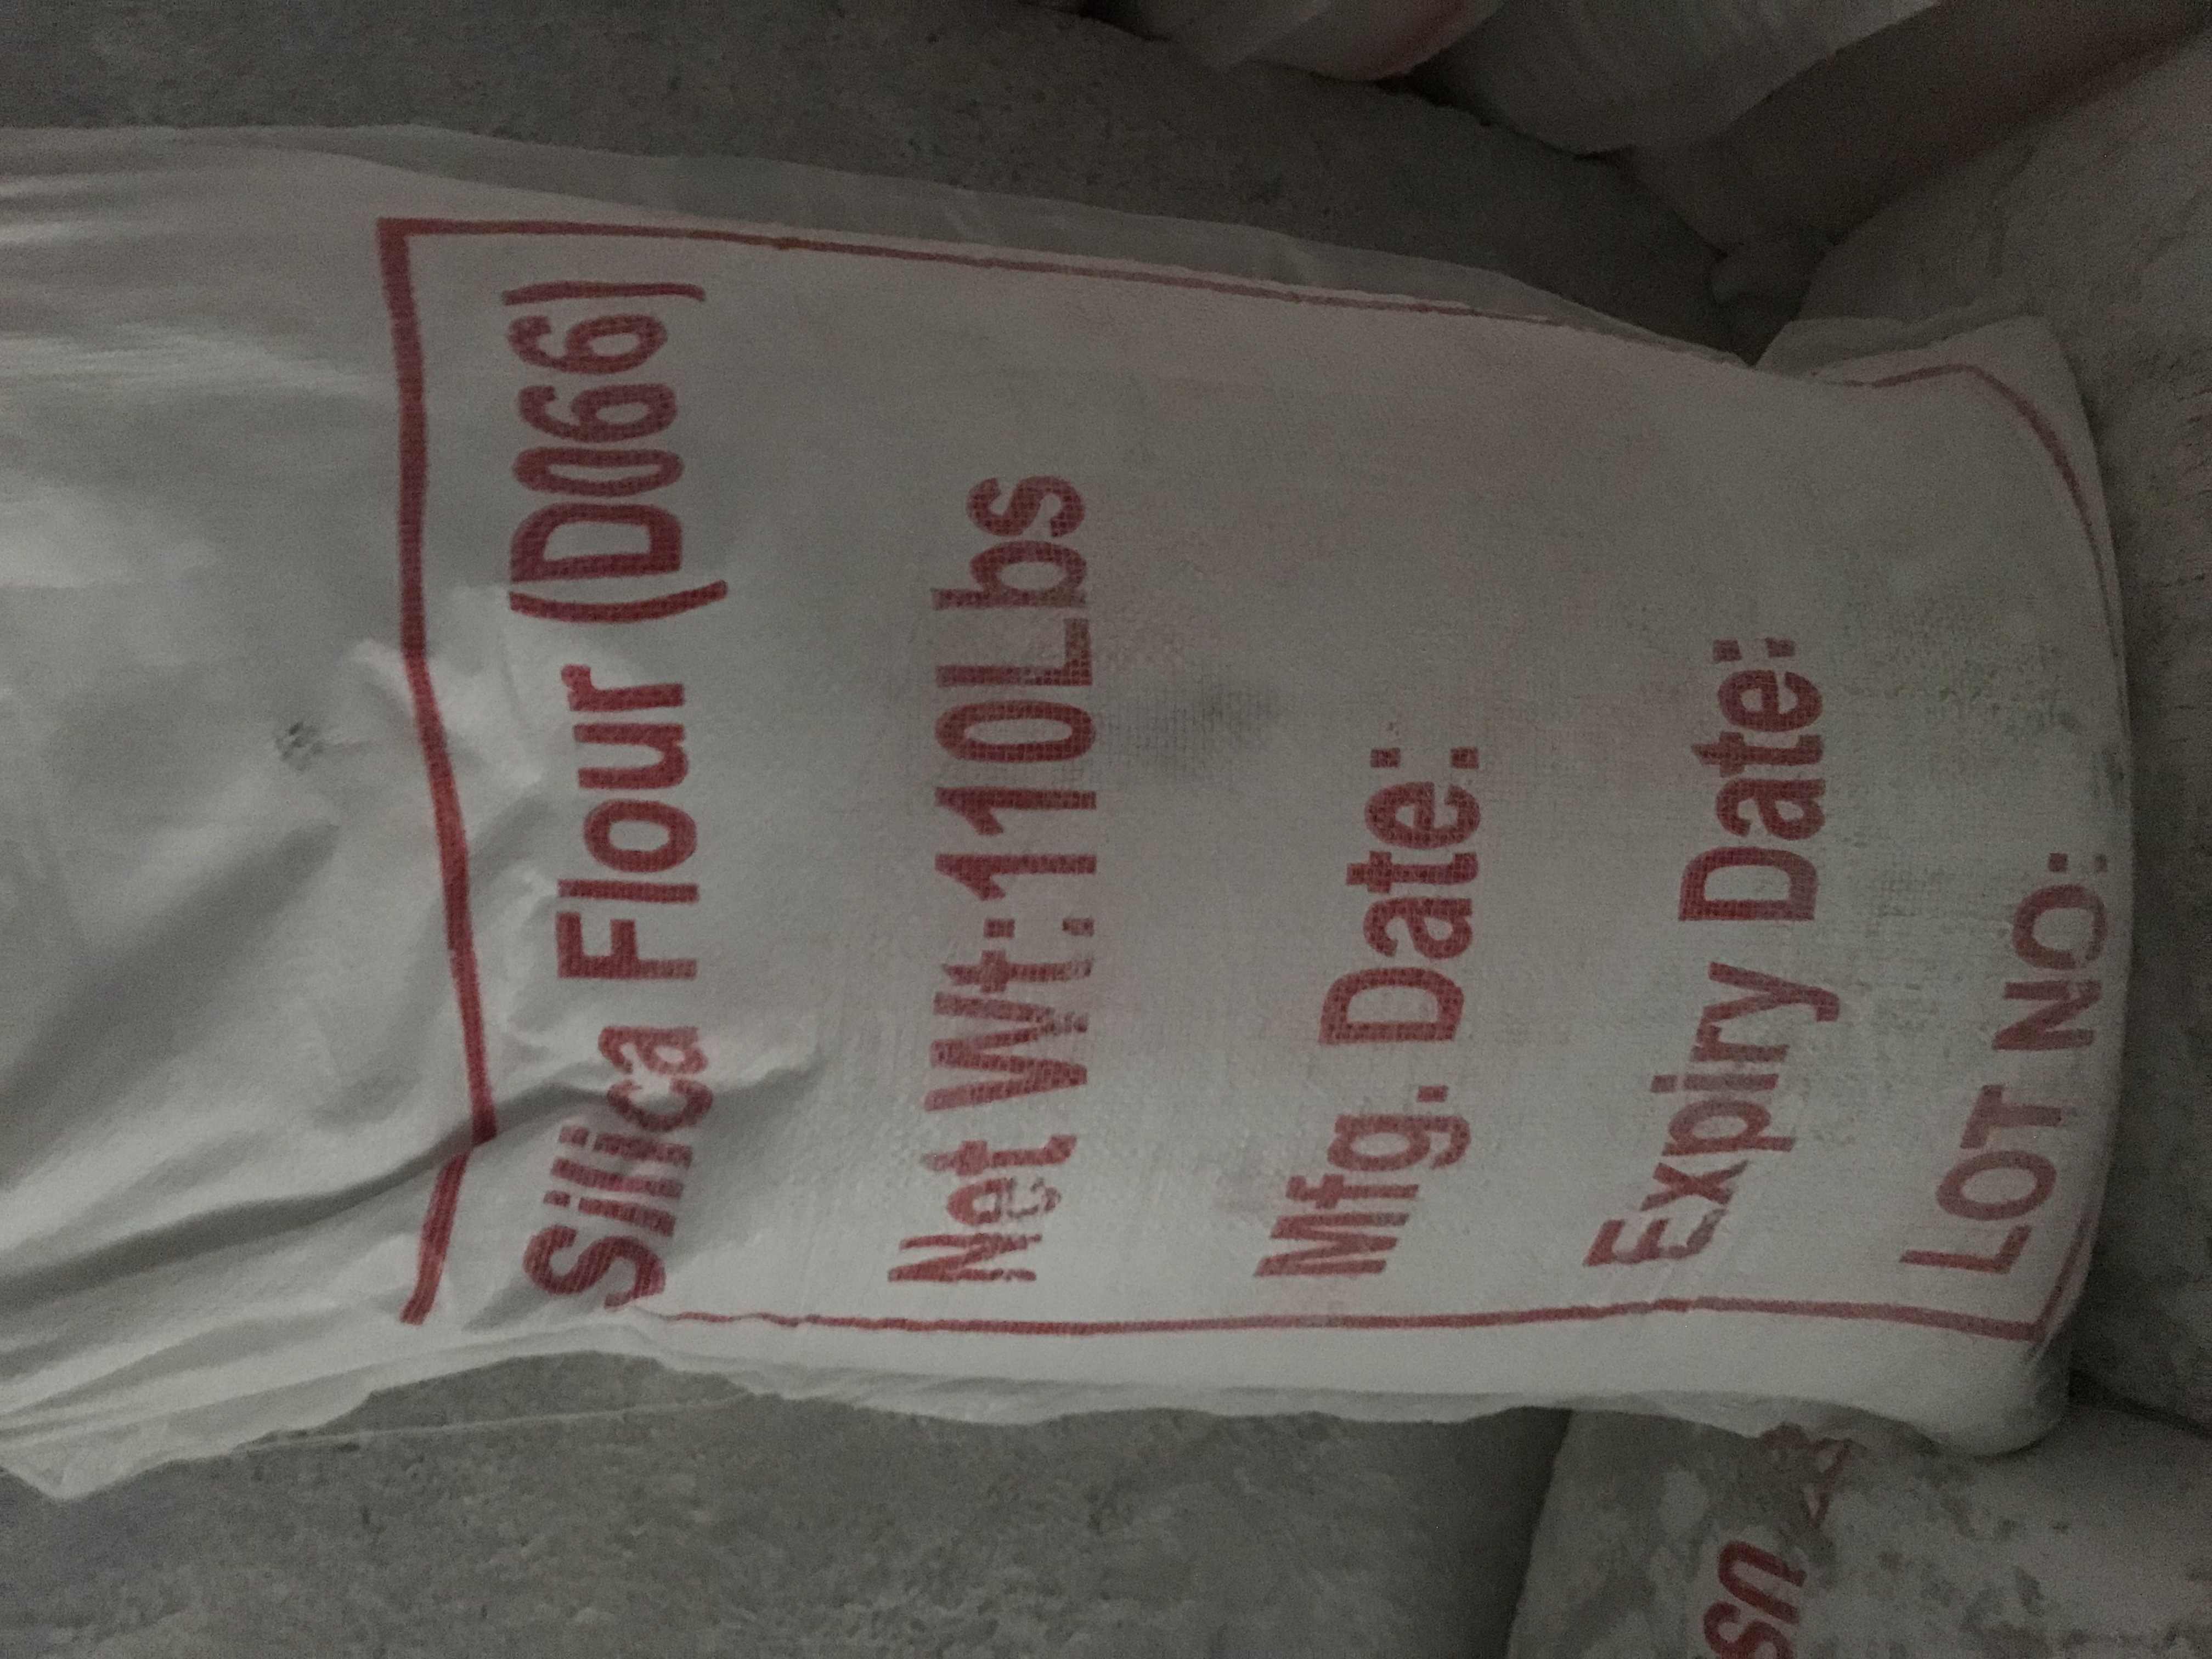 Silica Flour (D066)
Net Wt:110Lbs
Mfg. Date:
Expiry Date:
LOT NO: